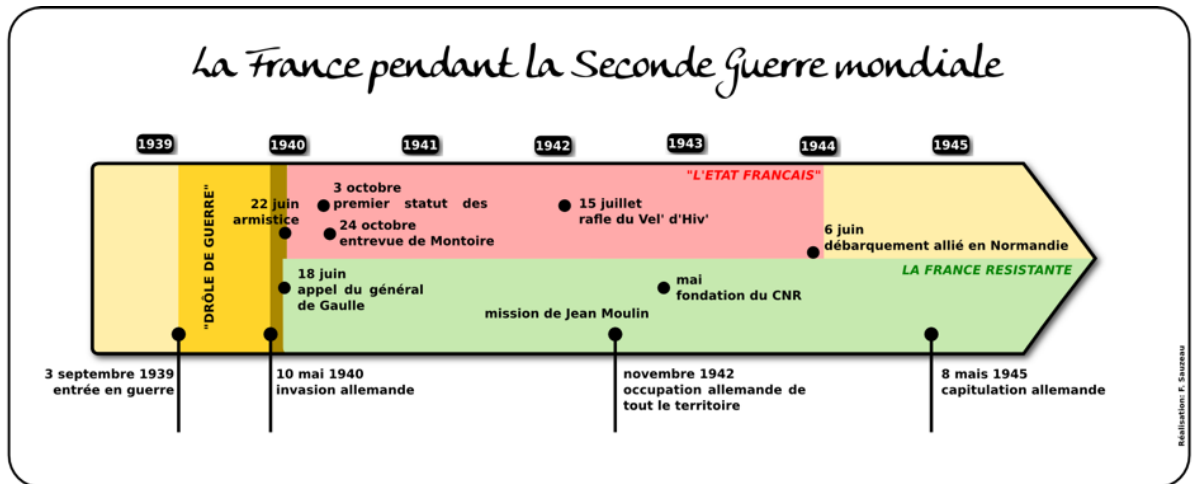 La France pendant la Seconde Guerre mondiale
1939
1940
1941
1942
1943
1944
1945
"L'ETAT FRANCAIS"
"DRÔLE DE GUERRE"
22 juin
armistice
3 octobre
premier statut des
24 octobre
entrevue de Montoire
15 juillet
rafle du Vel' d'Hiv'
6 juin
débarquement allié en Normandie
LA FRANCE RESISTANTE
18 juin
appel du général
de Gaulle
mai
fondation du CNR
mission de Jean Moulin
3 septembre 1939
entrée en guerre
10 mai 1940
invasion allemande
novembre 1942
occupation allemande de
tout le territoire
8 mais 1945
capitulation allemande
Réalisation: F. Sauzeau